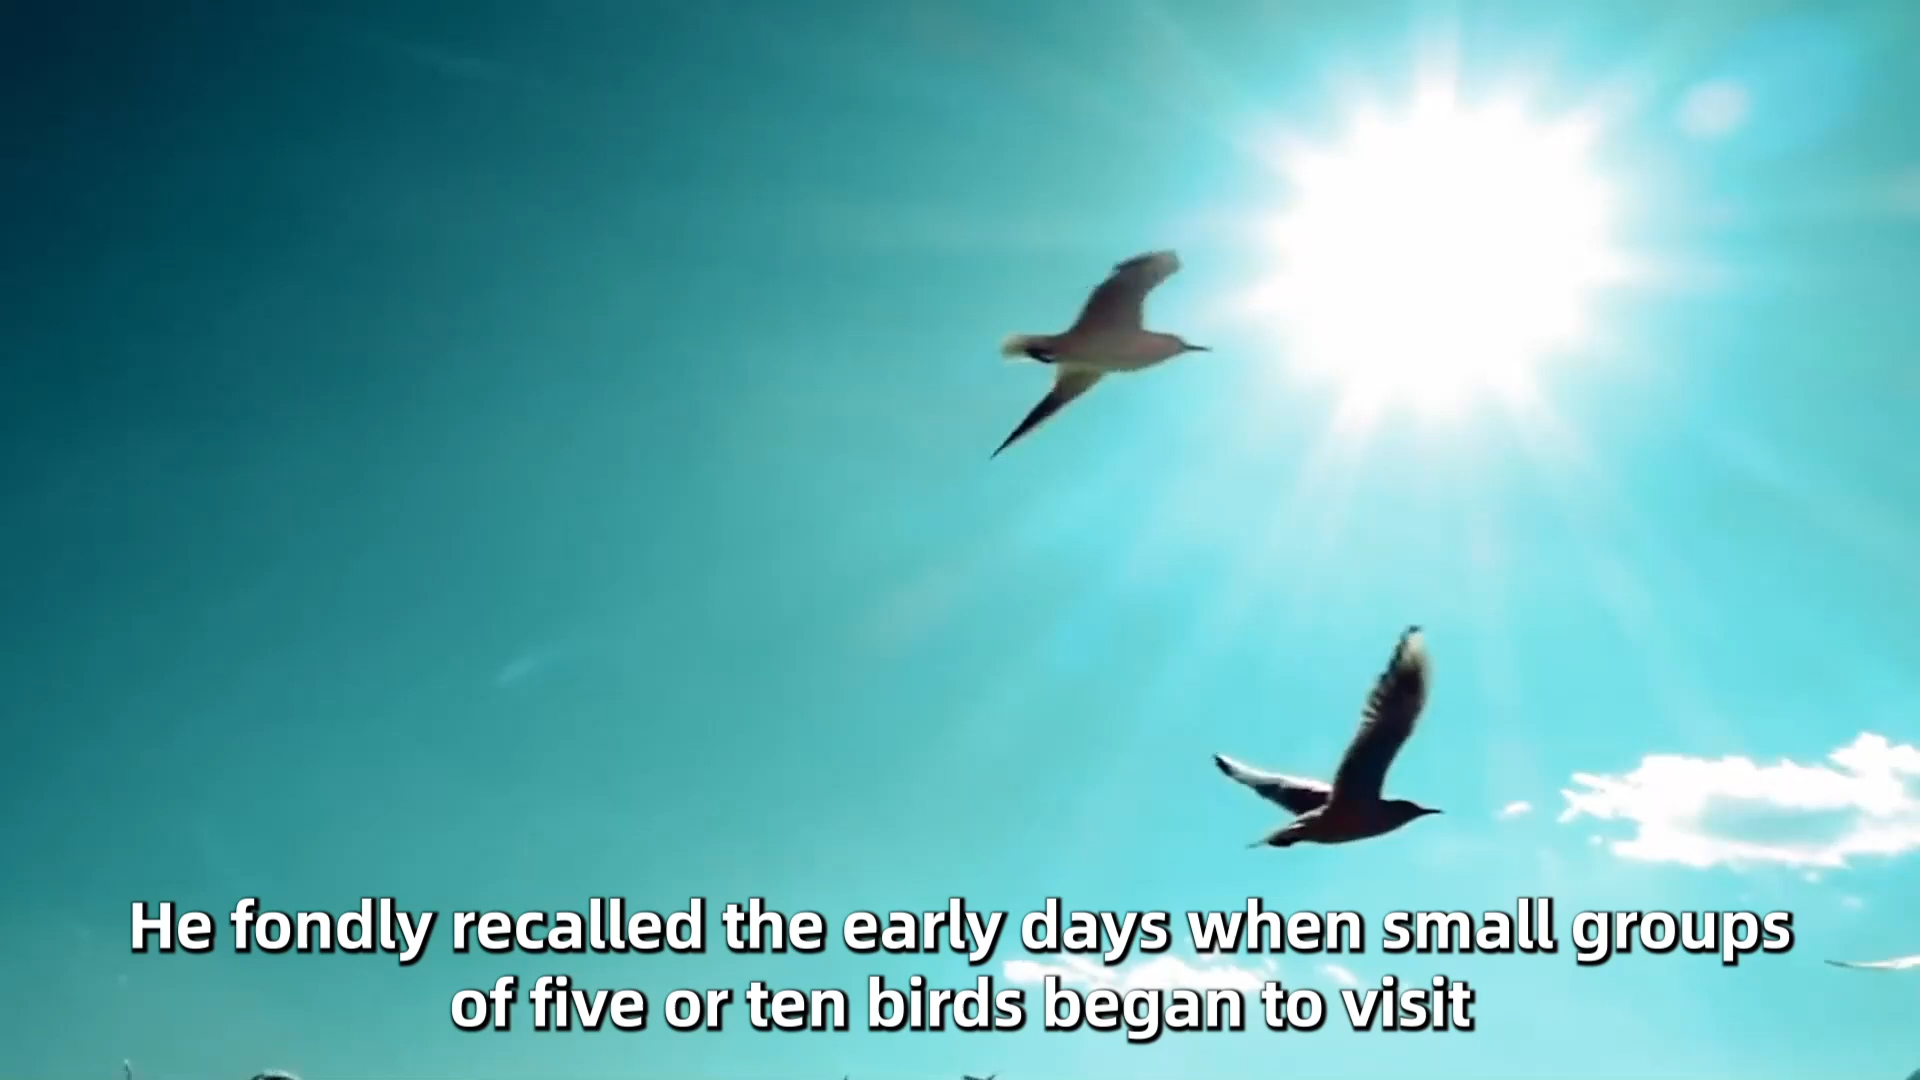 He fondly recalled the early days when small groups
of five or ten birds began to visit